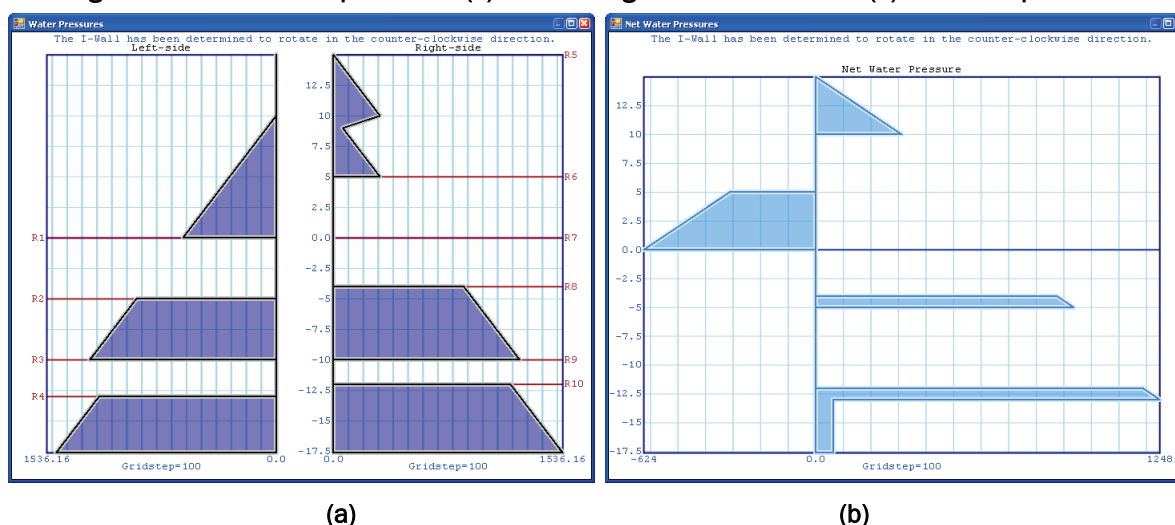 Water Pressures
The I-Wall has been determined to rotate in the counter-clockwise direction.
Left-side
Right-side
R5
12.5
10
7.5
5
R6
2.5
R1
0.0
R7
-2.5
R2
-5
R8
-7.5
R3
-10
R9
-12.5
R10
R4
-15
-17.5
1536.16
0.0
0.0
1536.16
Gridstep=100
(a)
Net Water Pressures
The I-Wall has been determined to rotate in the counter-clockwise direction.
Net Water Pressure
12.5
10
7.5
5
2.5
0.0
-2.5
-5
-7.5
-10
-12.5
-15
-17.5
-624
0.0
1248
Gridstep=100
(b)